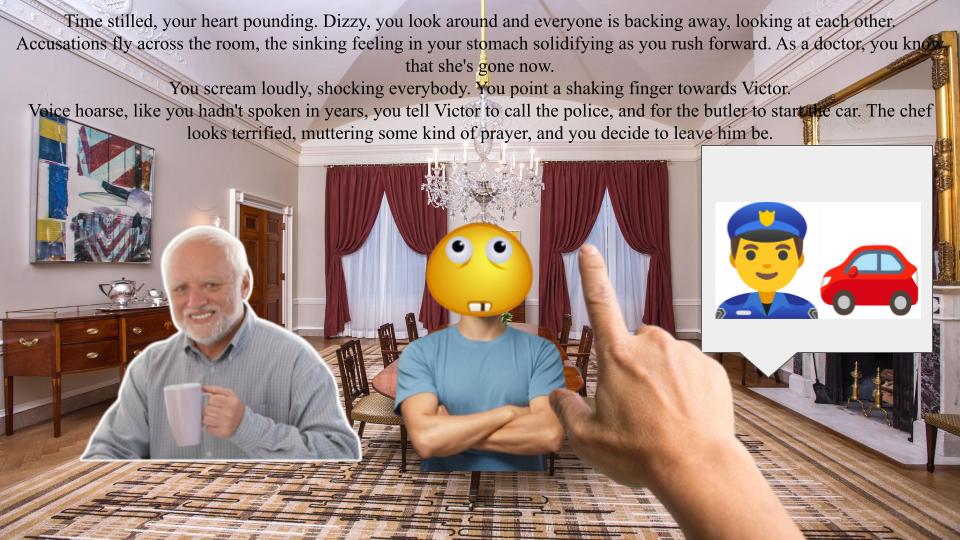 Time stilled, your heart pounding. Dizzy, you look around and everyone is backing away, looking at each other.
Accusations fly across the room, the sinking feeling in your stomach solidifying as you rush forward. As a doctor, you know
that she's gone now.
You scream loudly, shocking everybody. You point a shaking finger towards Victor.
Voice hoarse, like you hadn't spoken in years, you tell Victor to call the police, and for the butler to start the car. The chef
looks terrified, muttering some kind of prayer, and you decide to leave him be.